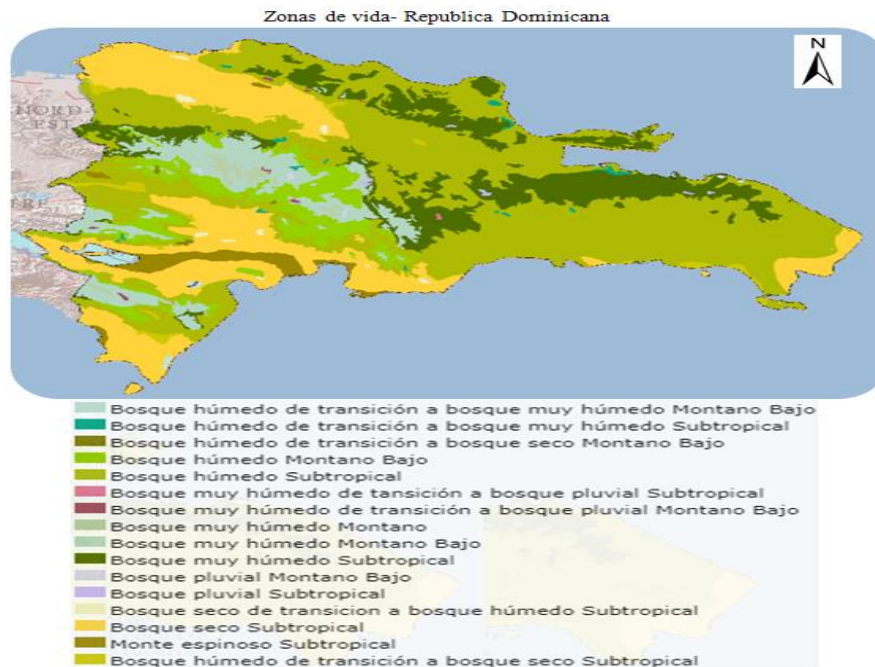 Zonas de vida- Republica Dominicana
N
NORD-
EST
Bosque húmedo de transición a bosque muy húmedo Montano Bajo
Bosque húmedo de transición a bosque muy húmedo Subtropical
Bosque húmedo de transición a bosque seco Montano Bajo
Bosque húmedo Montano Bajo
Bosque húmedo Subtropical
Bosque muy húmedo de tansición a bosque pluvial Subtropical
Bosque muy húmedo de transición a bosque pluvial Montano Bajo
Bosque muy húmedo Montano
Bosque muy húmedo Montano Bajo
Bosque muy húmedo Subtropical
Bosque pluvial Montano Bajo
Bosque pluvial Subtropical
Bosque seco de transicion a bosque húmedo Subtropical
Bosque seco Subtropical
Monte espinoso Subtropical
Bosque húmedo de transición a bosque seco Subtropical